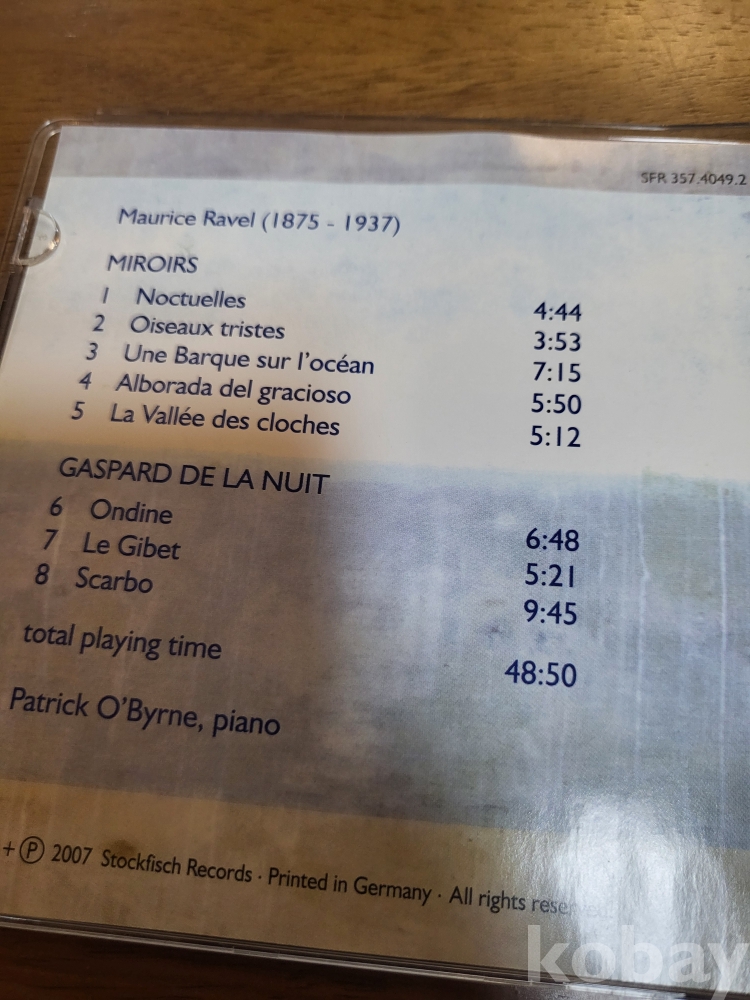 SFR 357.4049.2
Maurice Ravel (1875 - 1937)
MIROIRS
1 Noctuelles 4:44
2 Oiseaux tristes 3:53
3 Une Barque sur l'océan 7:15
4 Alborada del gracioso 5:50
5 La Vallée des cloches 5:12
GASPARD DE LA NUIT
6 Ondine 6:48
7 Le Gibet 5:21
8 Scarbo 9:45
total playing time 48:50
Patrick O'Byrne, piano
+ ℗ 2007 Stockfisch Records · Printed in Germany · All rights
kobay